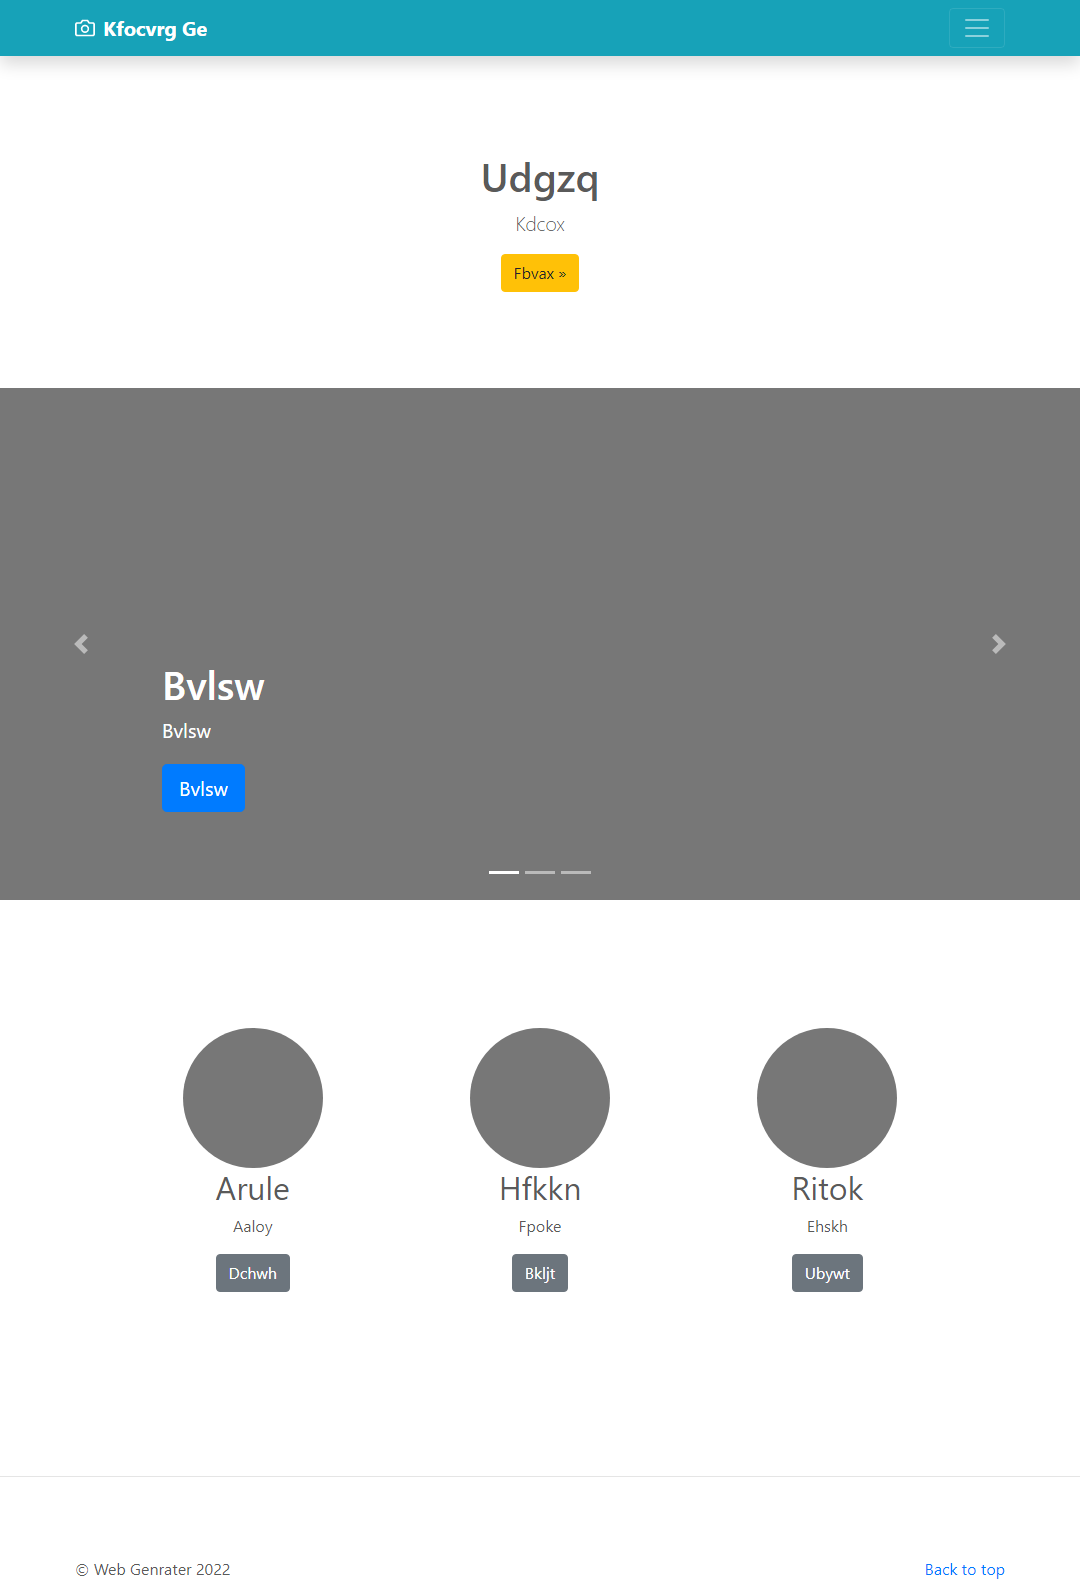 Kfocvrg Ge
Udgzq
Kdcox
Fbvax »
Bvlsw
Bvlsw
Bvlsw
Arule
Aaloy
Dchwh
Hfkkn
Fpoke
Bkljt
Ritok
Ehskh
Ubywt
© Web Genrater 2022
Back to top